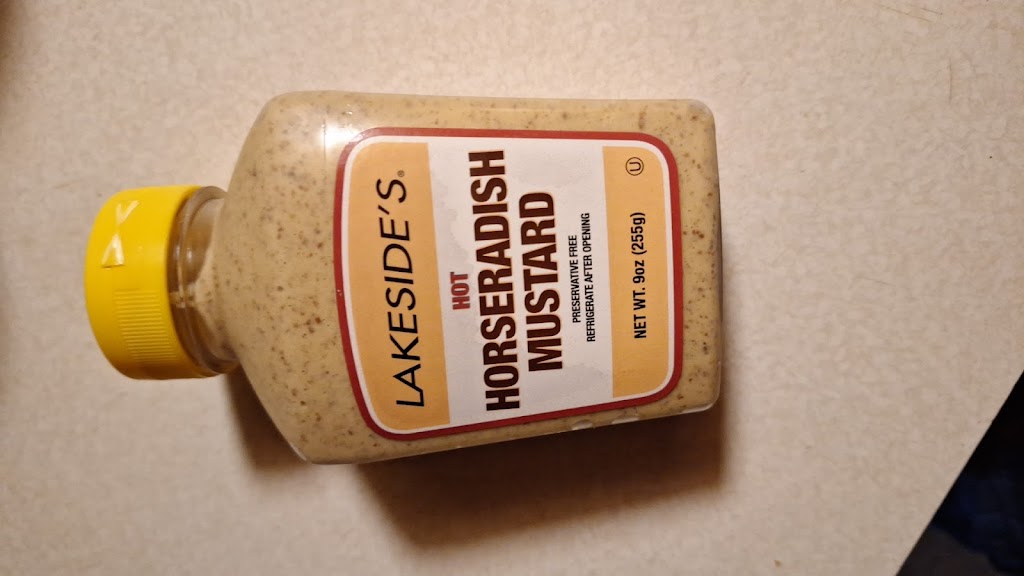 LAKESIDE'S®
HOT
HORSERADISH
MUSTARD
PRESERVATIVE FREE
REFRIGERATE AFTER OPENING
NET WT. 9oz (255g)
U